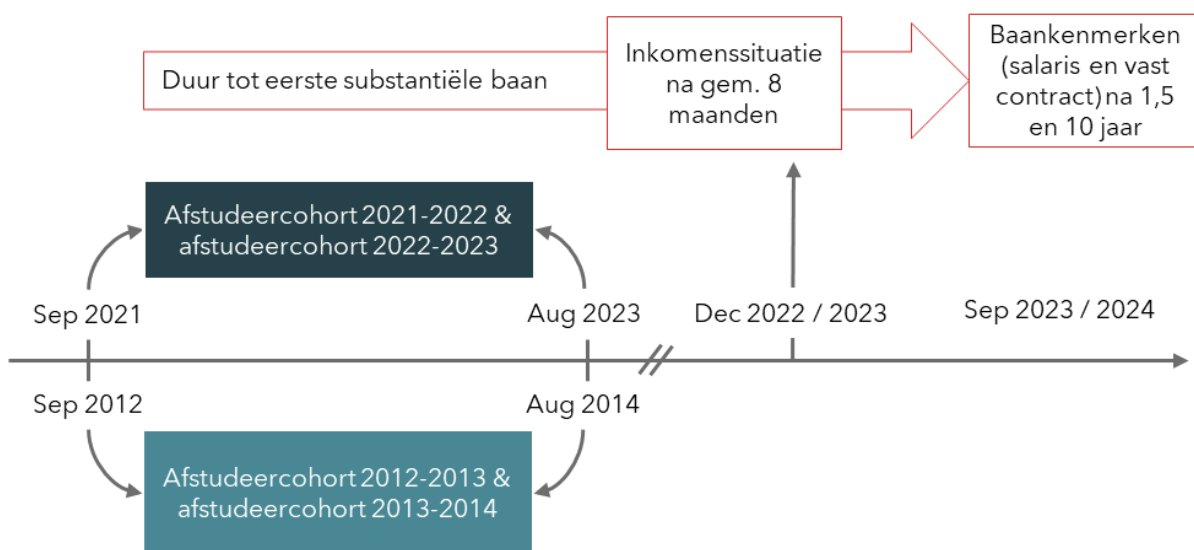 Duur tot eerste substantiële baan
Inkomenssituatie
na gem. 8
maanden
Baankenmerken
(salaris en vast
contract) na 1,5
en 10 jaar
Afstudeercohort 2021-2022 &
afstudeercohort 2022-2023
Sep 2021
Aug 2023
Dec 2022 / 2023
Sep 2023 / 2024
Sep 2012
Aug 2014
Afstudeercohort 2012-2013 &
afstudeercohort 2013-2014